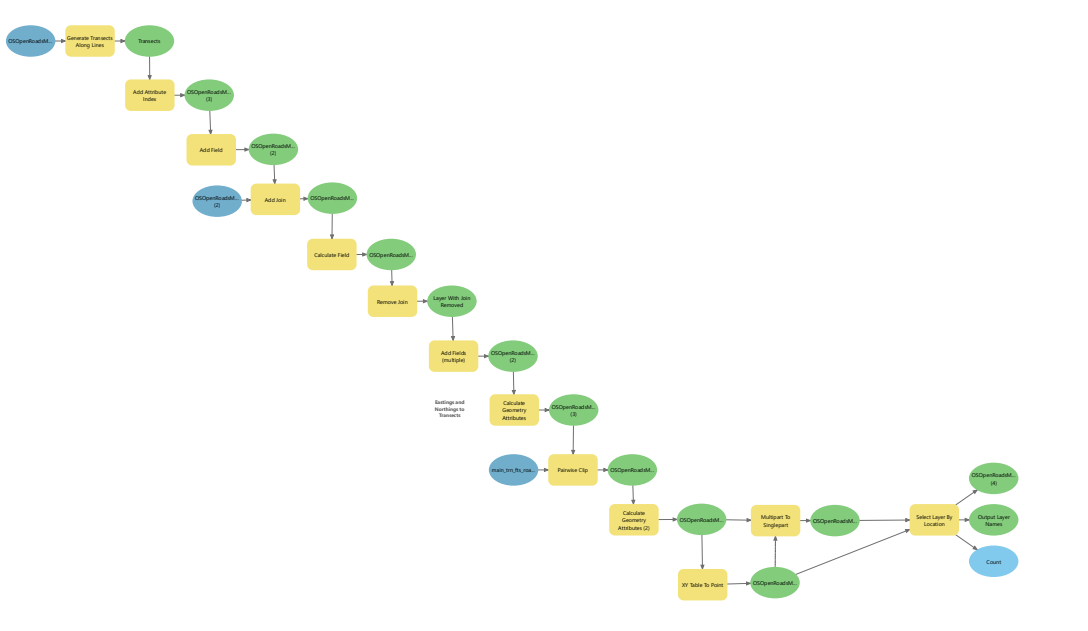 OSOpenRoadsM...
Generate Transects
Along Lines
Transects
Add Attribute
Index
OSOpenRoadsM...
(3)
Add Field
OSOpenRoadsM...
(2)
OSOpenRoadsM...
(2)
Add Join
OSOpenRoadsM...
Calculate Field
OSOpenRoadsM...
Remove Join
Layer With Join
Removed
Add Fields
(multiple)
OSOpenRoadsM...
(2)
Eastings and
Northings to
Transects
Calculate
Geometry
Attributes
OSOpenRoadsM...
(3)
main_trn_fts_roa...
Pairwise Clip
OSOpenRoadsM...
Calculate
Geometry
Attributes (2)
OSOpenRoadsM...
Multipart To
Singlepart
OSOpenRoadsM...
Select Layer By
Location
OSOpenRoadsM...
(4)
Output Layer
Names
Count
XY Table To Point
OSOpenRoadsM...